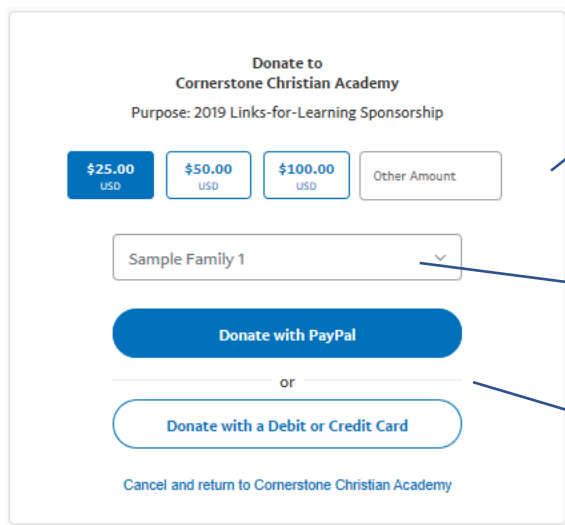 Donate to
Cornerstone Christian Academy
Purpose: 2019 Links-for-Learning Sponsorship
$25.00 $50.00 $100.00 Other Amount
USD USD USD
Sample Family 1
Donate with PayPal
or
Donate with a Debit or Credit Card
Cancel and return to Cornerstone Christian Academy